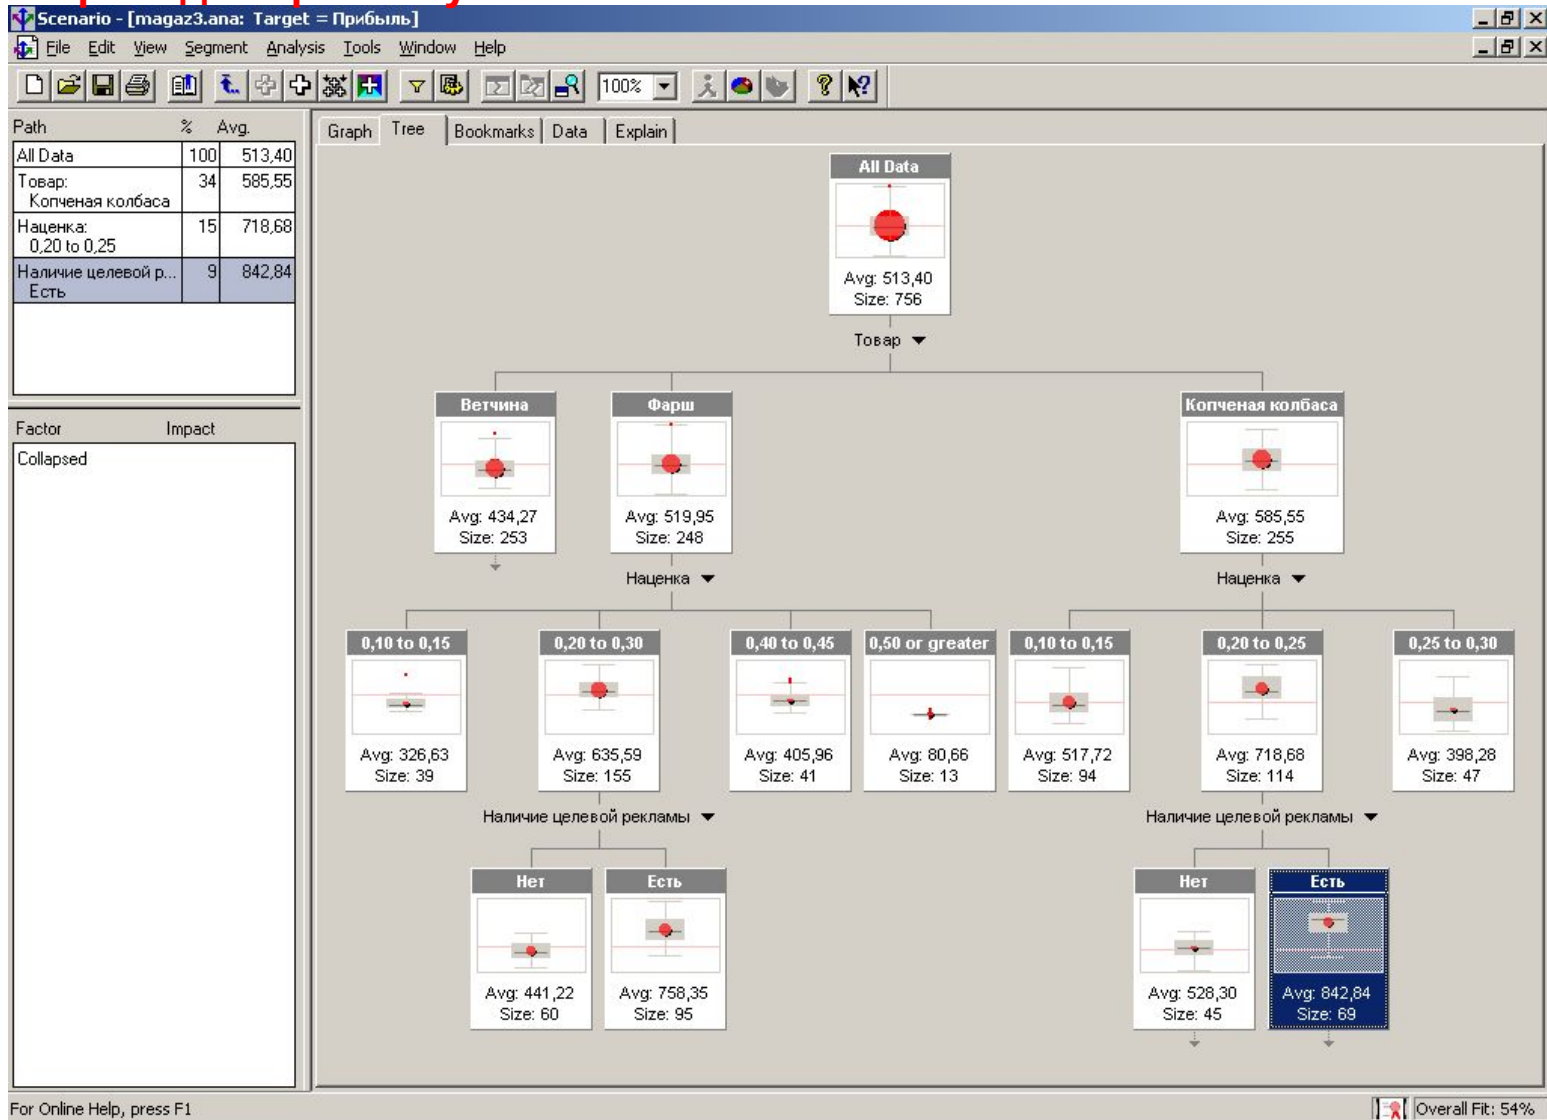 Scenario - [magaz3.ana: Target = Прибыль]
File Edit View Segment Analysis Tools Window Help
100%
Path % Avg.
All Data 100 513,40
Товар: 34 585,55
Копченая колбаса
Наценка: 15 718,68
0,20 to 0,25
Наличие целевой р... 9 842,84
Есть
Factor Impact
Collapsed
Graph Tree Bookmarks Data Explain
All Data
Avg: 513,40
Size: 756
Товар
Ветчина Фарш Копченая колбаса
Avg: 434,27 Avg: 519,95 Avg: 585,55
Size: 253 Size: 248 Size: 255
Наценка Наценка
0,10 to 0,15 0,20 to 0,30 0,40 to 0,45 0,50 or greater 0,10 to 0,15 0,20 to 0,25 0,25 to 0,30
Avg: 326,63 Avg: 635,59 Avg: 405,96 Avg: 80,66 Avg: 517,72 Avg: 718,68 Avg: 398,28
Size: 39 Size: 155 Size: 41 Size: 13 Size: 94 Size: 114 Size: 47
Наличие целевой рекламы Наличие целевой рекламы
Нет Есть Нет Есть
Avg: 441,22 Avg: 758,35 Avg: 528,30 Avg: 842,84
Size: 60 Size: 95 Size: 45 Size: 69
For Online Help, press F1 Overall Fit: 54%